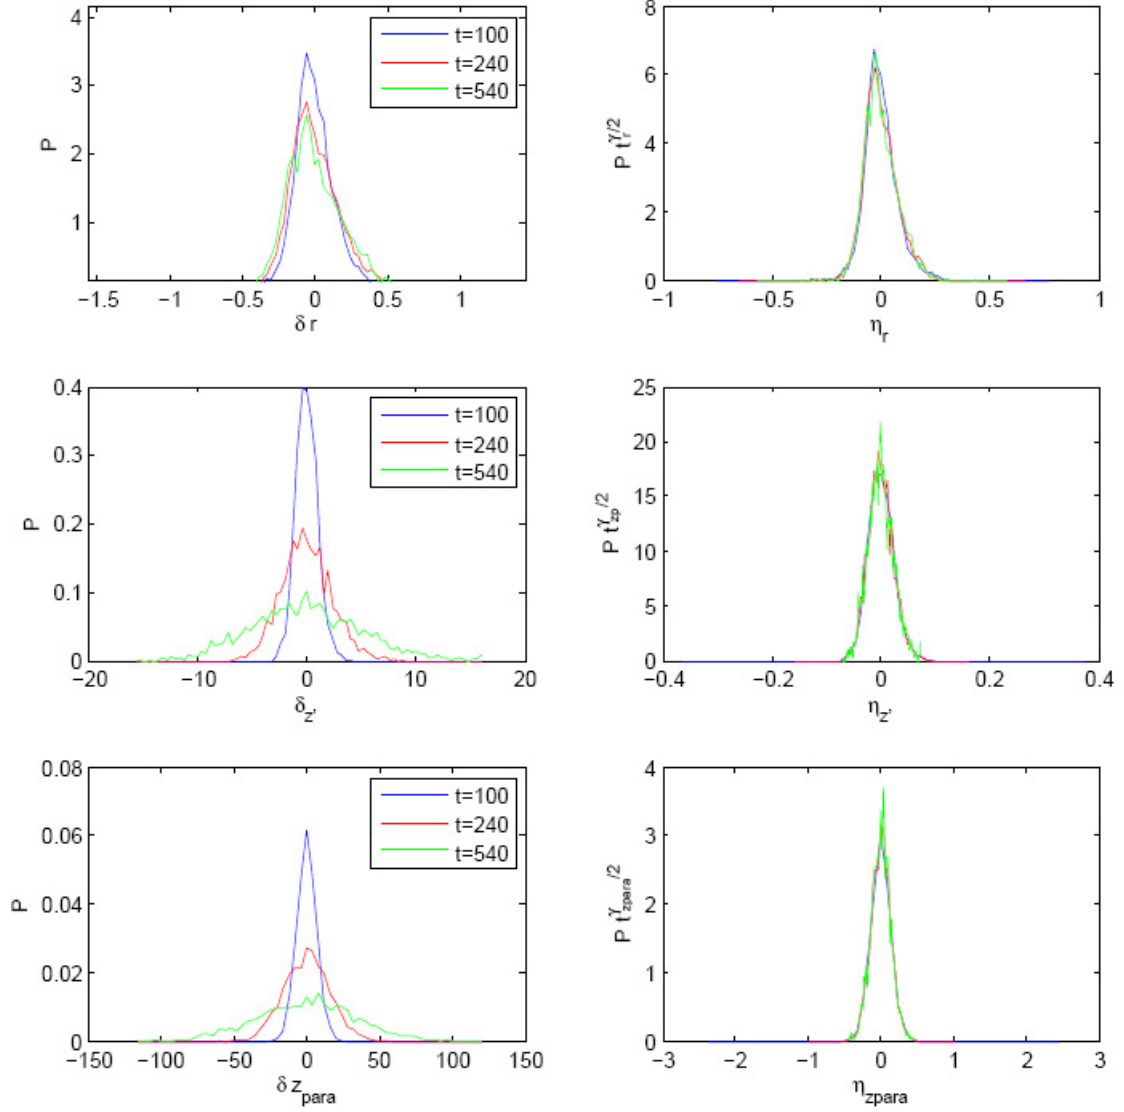 4
3
2
1
P
−1.5 −1 −0.5 0 0.5 1
δ r
t=100
t=240
t=540
8
6
4
2
0
P t_r^γ/2
−1 −0.5 0 0.5 1
η_r
0.4
0.3
0.2
0.1
0
P
−20 −10 0 10 20
δ_z'
t=100
t=240
t=540
25
20
15
10
5
0
P t_zp^γ/2
−0.4 −0.2 0 0.2 0.4
η_z'
0.08
0.06
0.04
0.02
0
P
−150 −100 −50 0 50 100 150
δ z_para
t=100
t=240
t=540
4
3
2
1
0
P t_zpara^γ/2
−3 −2 −1 0 1 2 3
η_zpara